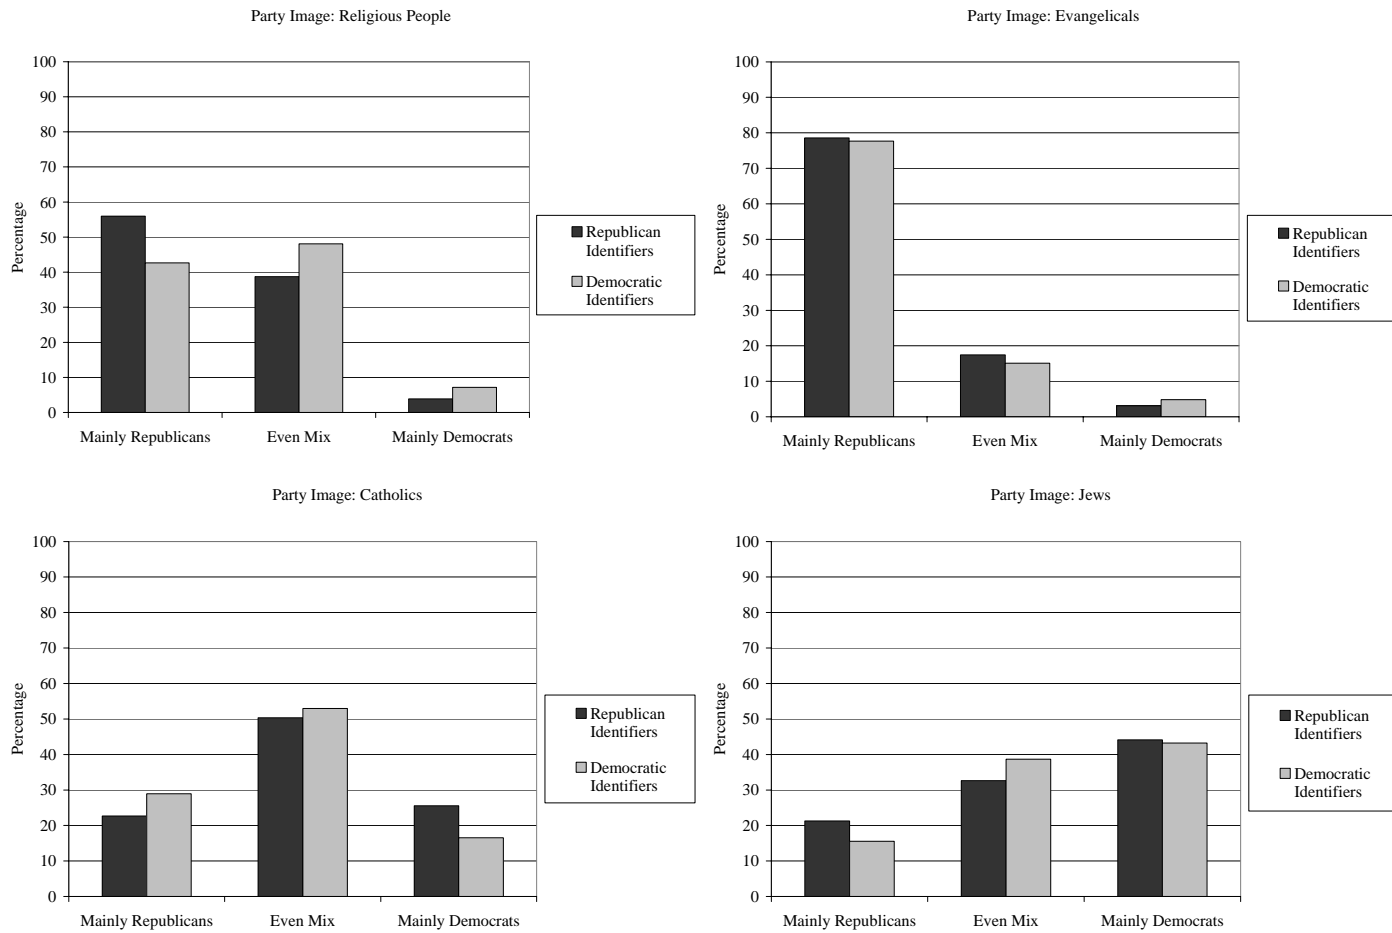 Party Image: Religious People
100
90
80
70
60
50
40
30
20
10
0
Percentage
Mainly Republicans
Even Mix
Mainly Democrats
Republican
Identifiers
Democratic
Identifiers
Party Image: Evangelicals
100
90
80
70
60
50
40
30
20
10
0
Percentage
Mainly Republicans
Even Mix
Mainly Democrats
Republican
Identifiers
Democratic
Identifiers
Party Image: Catholics
100
90
80
70
60
50
40
30
20
10
0
Percentage
Mainly Republicans
Even Mix
Mainly Democrats
Republican
Identifiers
Democratic
Identifiers
Party Image: Jews
100
90
80
70
60
50
40
30
20
10
0
Percentage
Mainly Republicans
Even Mix
Mainly Democrats
Republican
Identifiers
Democratic
Identifiers